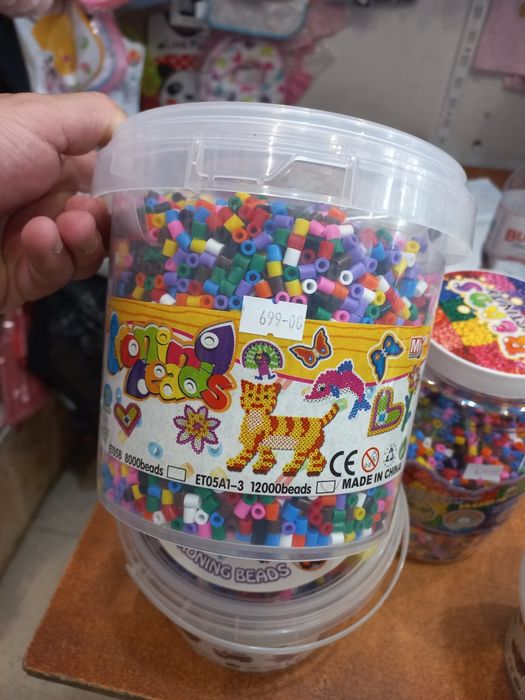 699-00
ironing
beads
ET05B 8000beads
ET05A1-3 12000beads
CE
MADE IN CHINA
IRONING BEADS